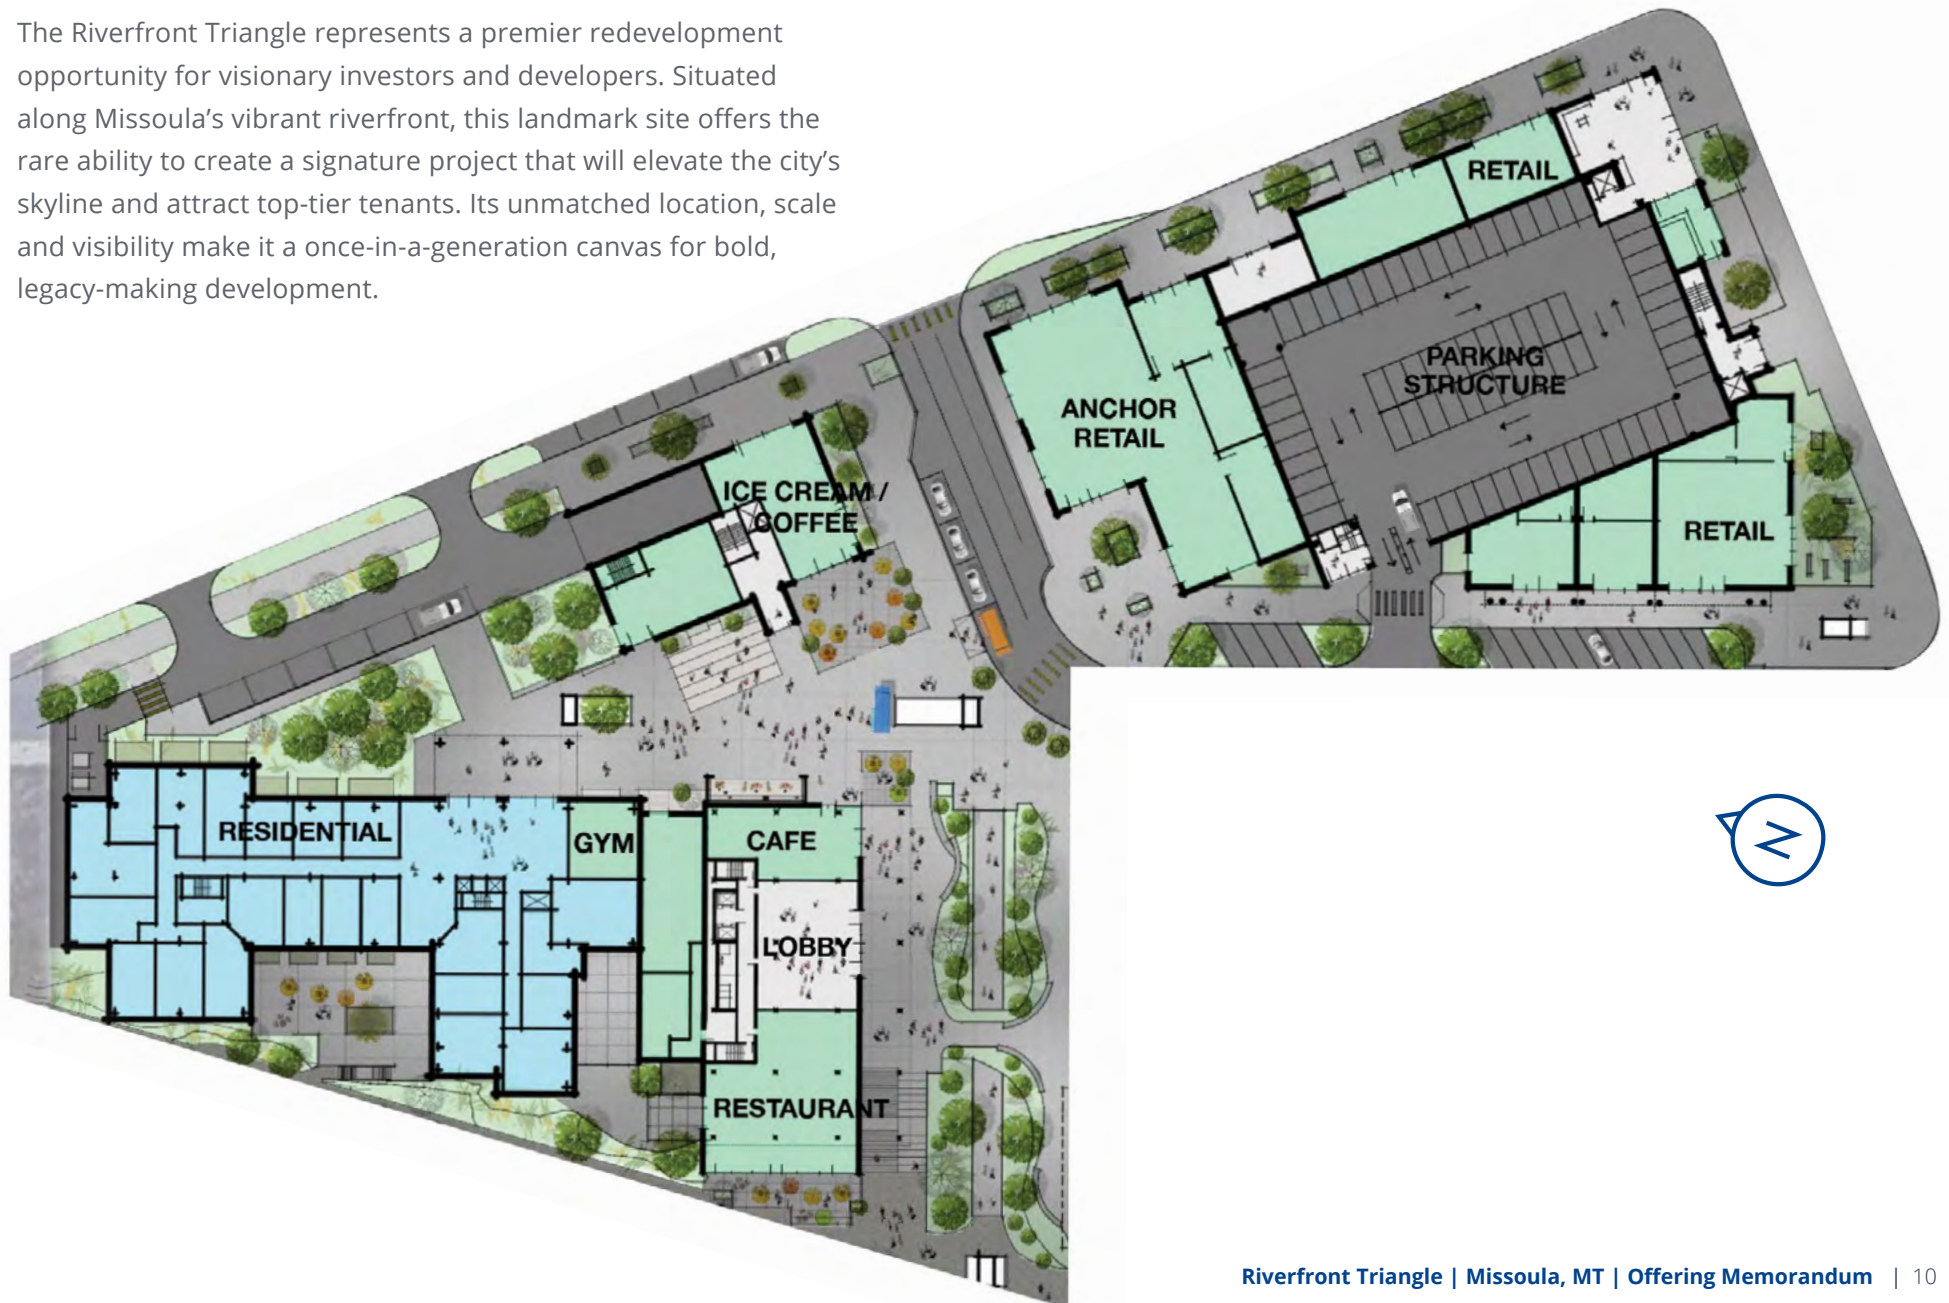 The Riverfront Triangle represents a premier redevelopment
opportunity for visionary investors and developers. Situated
along Missoula’s vibrant riverfront, this landmark site offers the
rare ability to create a signature project that will elevate the city’s
skyline and attract top-tier tenants. Its unmatched location, scale
and visibility make it a once-in-a-generation canvas for bold,
legacy-making development.
RETAIL
PARKING
STRUCTURE
ANCHOR
RETAIL
ICE CREAM /
COFFEE
RETAIL
RESIDENTIAL
GYM
CAFE
LOBBY
RESTAURANT
N
Riverfront Triangle | Missoula, MT | Offering Memorandum | 10